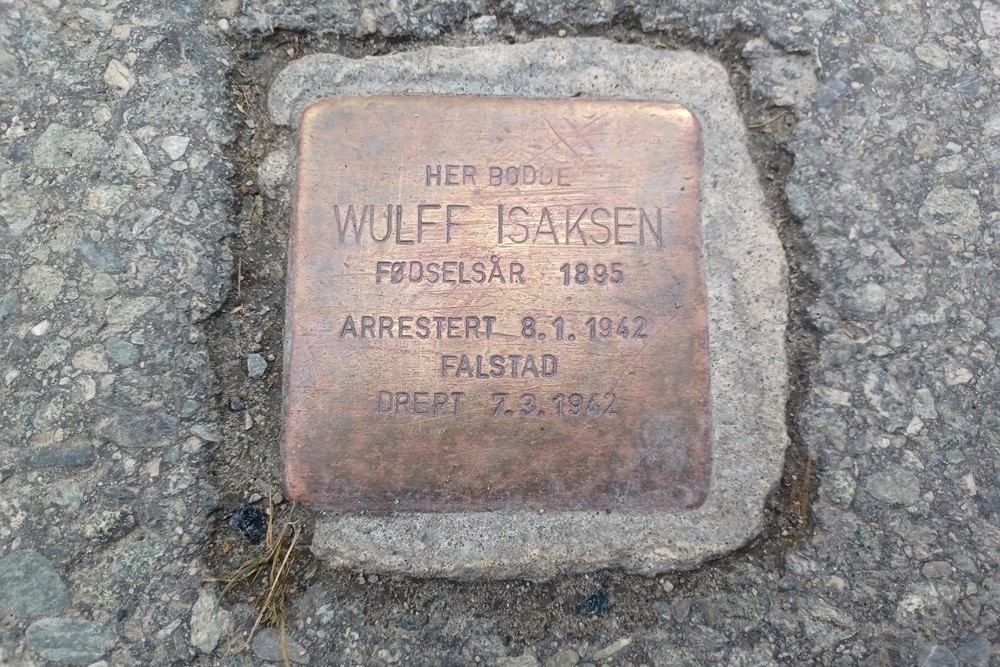 HER BODDE
WULFF ISAKSEN
FØDSELSÅR 1895
ARRESTERT 8.1.1942
FALSTAD
DREPT 7.3.1942